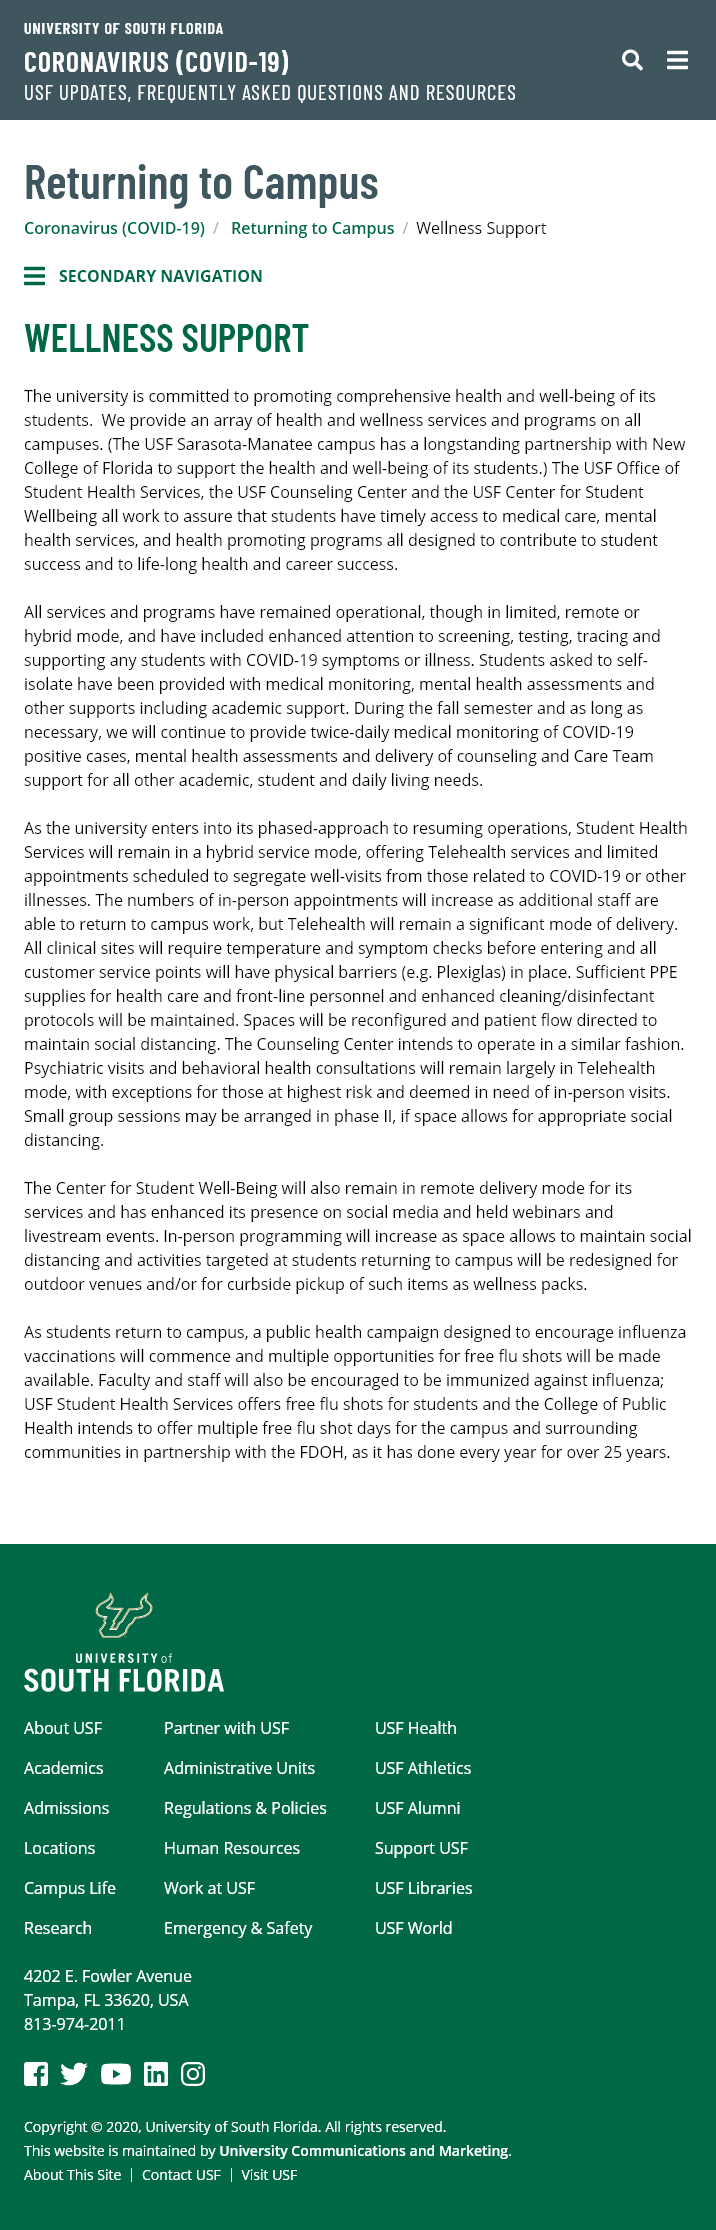 UNIVERSITY OF SOUTH FLORIDA
CORONAVIRUS (COVID-19)
USF UPDATES, FREQUENTLY ASKED QUESTIONS AND RESOURCES
Returning to Campus
Coronavirus (COVID-19) / Returning to Campus / Wellness Support
SECONDARY NAVIGATION
WELLNESS SUPPORT
The university is committed to promoting comprehensive health and well-being of its
students.  We provide an array of health and wellness services and programs on all
campuses. (The USF Sarasota-Manatee campus has a longstanding partnership with New
College of Florida to support the health and well-being of its students.) The USF Office of
Student Health Services, the USF Counseling Center and the USF Center for Student
Wellbeing all work to assure that students have timely access to medical care, mental
health services, and health promoting programs all designed to contribute to student
success and to life-long health and career success.
All services and programs have remained operational, though in limited, remote or
hybrid mode, and have included enhanced attention to screening, testing, tracing and
supporting any students with COVID-19 symptoms or illness. Students asked to self-
isolate have been provided with medical monitoring, mental health assessments and
other supports including academic support. During the fall semester and as long as
necessary, we will continue to provide twice-daily medical monitoring of COVID-19
positive cases, mental health assessments and delivery of counseling and Care Team
support for all other academic, student and daily living needs.
As the university enters into its phased-approach to resuming operations, Student Health
Services will remain in a hybrid service mode, offering Telehealth services and limited
appointments scheduled to segregate well-visits from those related to COVID-19 or other
illnesses. The numbers of in-person appointments will increase as additional staff are
able to return to campus work, but Telehealth will remain a significant mode of delivery.
All clinical sites will require temperature and symptom checks before entering and all
customer service points will have physical barriers (e.g. Plexiglas) in place. Sufficient PPE
supplies for health care and front-line personnel and enhanced cleaning/disinfectant
protocols will be maintained. Spaces will be reconfigured and patient flow directed to
maintain social distancing. The Counseling Center intends to operate in a similar fashion.
Psychiatric visits and behavioral health consultations will remain largely in Telehealth
mode, with exceptions for those at highest risk and deemed in need of in-person visits.
Small group sessions may be arranged in phase II, if space allows for appropriate social
distancing.
The Center for Student Well-Being will also remain in remote delivery mode for its
services and has enhanced its presence on social media and held webinars and
livestream events. In-person programming will increase as space allows to maintain social
distancing and activities targeted at students returning to campus will be redesigned for
outdoor venues and/or for curbside pickup of such items as wellness packs.
As students return to campus, a public health campaign designed to encourage influenza
vaccinations will commence and multiple opportunities for free flu shots will be made
available. Faculty and staff will also be encouraged to be immunized against influenza;
USF Student Health Services offers free flu shots for students and the College of Public
Health intends to offer multiple free flu shot days for the campus and surrounding
communities in partnership with the FDOH, as it has done every year for over 25 years.
UNIVERSITY of
SOUTH FLORIDA
About USF Partner with USF USF Health
Academics Administrative Units USF Athletics
Admissions Regulations & Policies USF Alumni
Locations Human Resources Support USF
Campus Life Work at USF USF Libraries
Research Emergency & Safety USF World
4202 E. Fowler Avenue
Tampa, FL 33620, USA
813-974-2011
Copyright © 2020, University of South Florida. All rights reserved.
This website is maintained by University Communications and Marketing.
About This Site | Contact USF | Visit USF